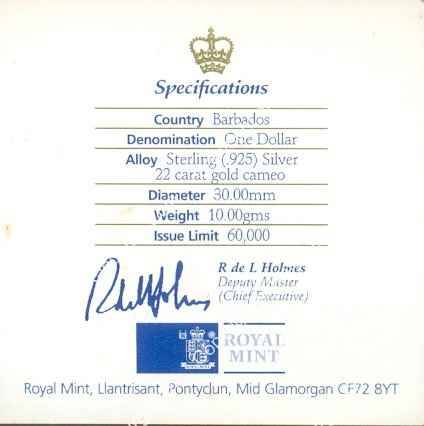 Specifications
Country Barbados
Denomination One Dollar
Alloy Sterling (.925) Silver
22 carat gold cameo
Diameter 30.00mm
Weight 10.00gms
Issue Limit 60,000
R de L Holmes
Deputy Master
(Chief Executive)
ROYAL
MINT
Royal Mint, Llantrisant, Pontyclun, Mid Glamorgan CF72 8YT